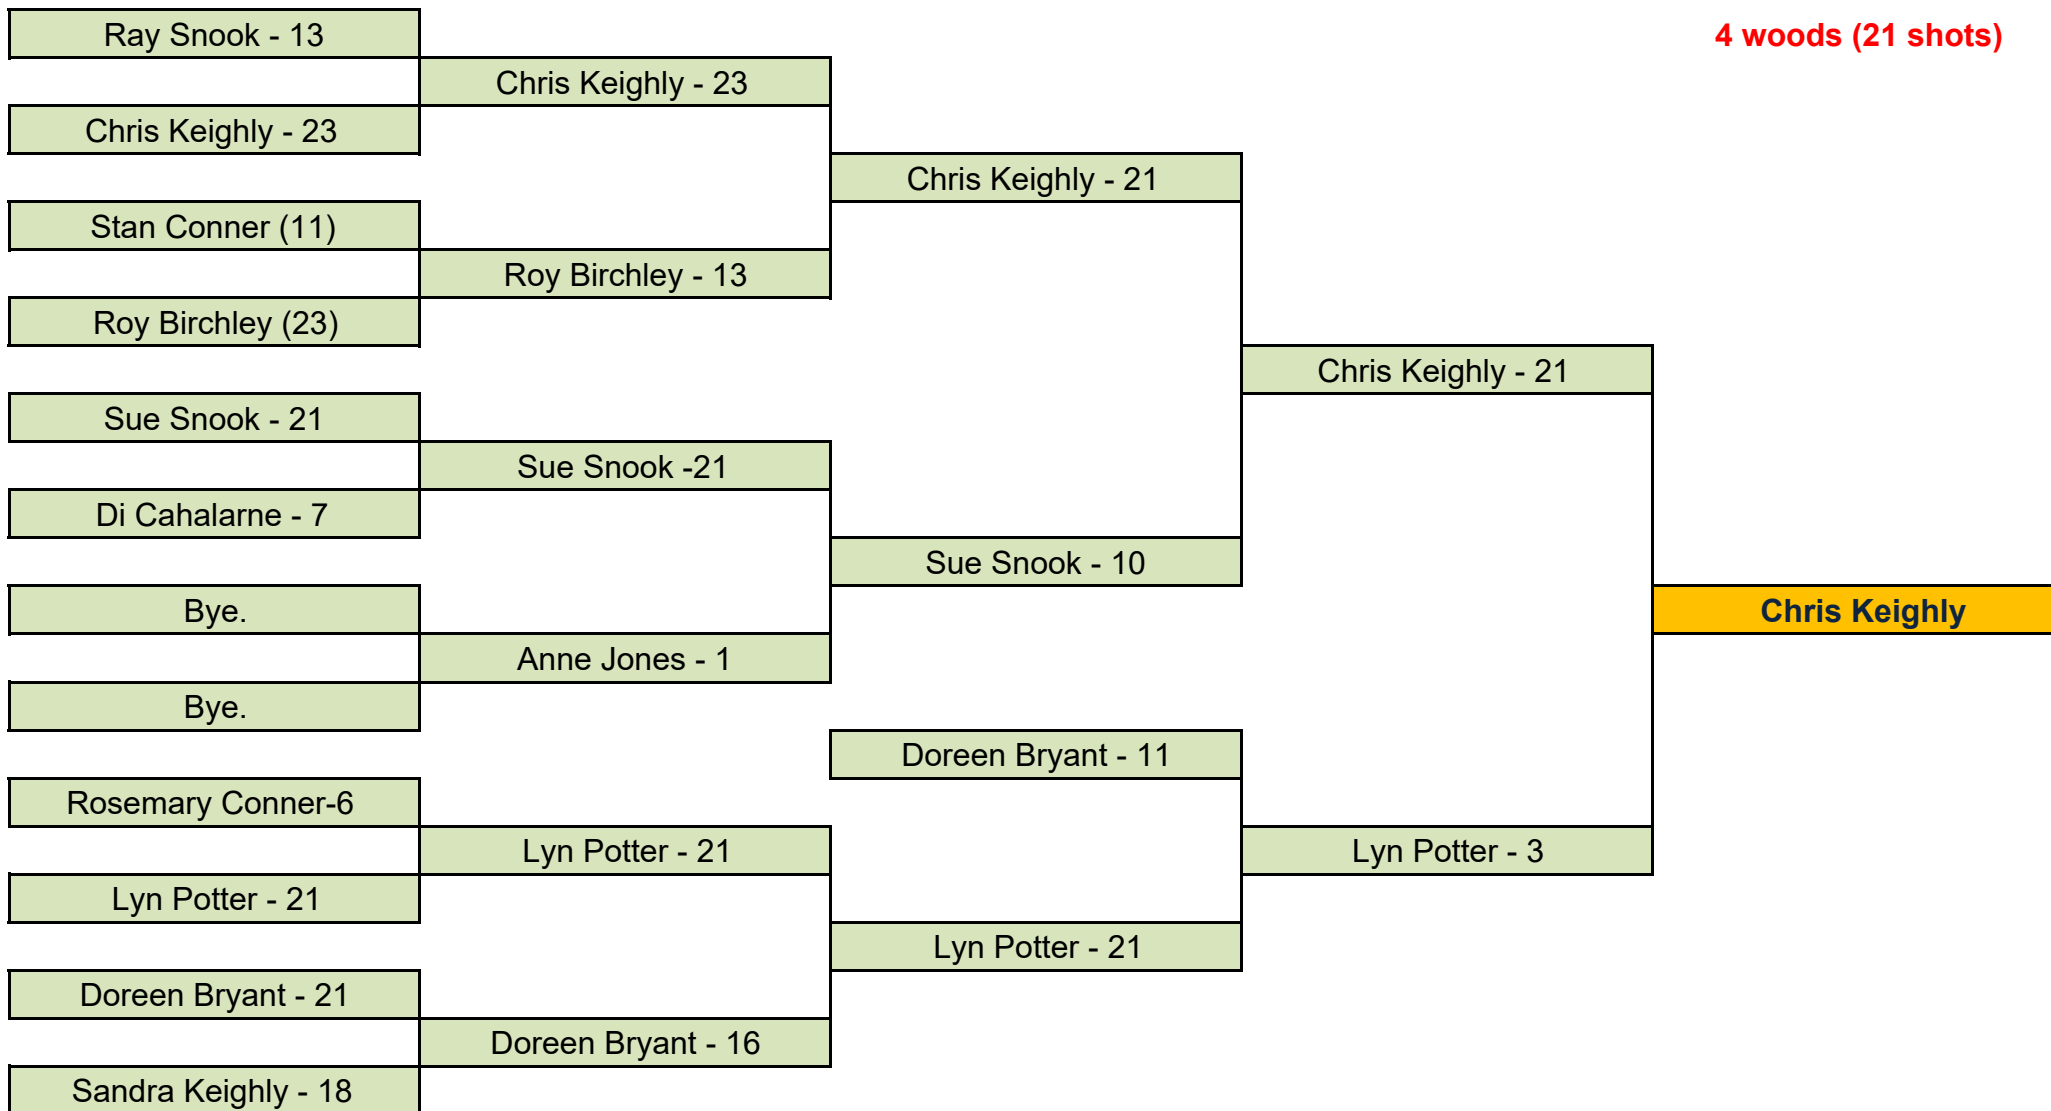 Ray Snook - 13
4 woods (21 shots)
Chris Keighly - 23
Chris Keighly - 23
Chris Keighly - 21
Stan Conner (11)
Roy Birchley - 13
Roy Birchley (23)
Chris Keighly - 21
Sue Snook - 21
Sue Snook -21
Di Cahalarne - 7
Sue Snook - 10
Bye.
Chris Keighly
Anne Jones - 1
Bye.
Doreen Bryant - 11
Rosemary Conner-6
Lyn Potter - 21
Lyn Potter - 3
Lyn Potter - 21
Lyn Potter - 21
Doreen Bryant - 21
Doreen Bryant - 16
Sandra Keighly - 18